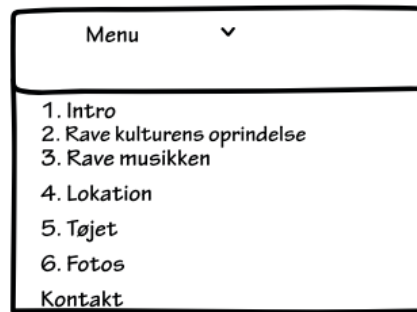 Menu
1. Intro
2. Rave kulturens oprindelse
3. Rave musikken
4. Lokation
5. Tøjet
6. Fotos
Kontakt